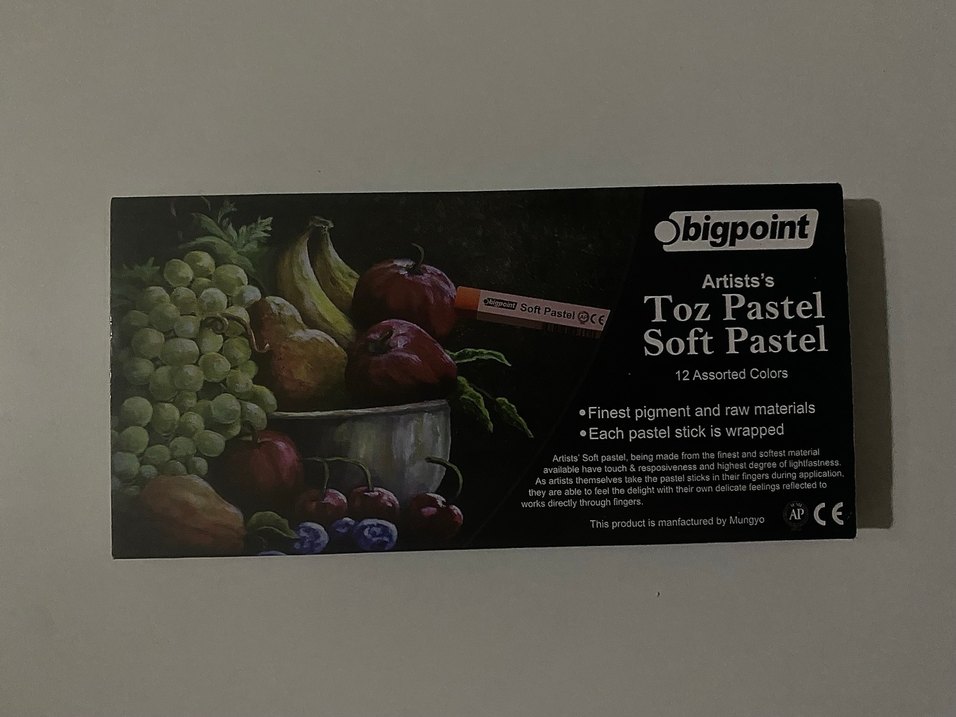 bigpoint
Artists's
Toz Pastel
Soft Pastel
12 Assorted Colors
bigpoint Soft Pastel AP CE
•Finest pigment and raw materials
•Each pastel stick is wrapped
Artists' Soft pastel, being made from the finest and softest material
available have touch & resposiveness and highest degree of lightfastness.
As artists themselves take the pastel sticks in their fingers during application,
they are able to feel the delight with their own delicate feelings reflected to
works directly through fingers.
This product is manfactured by Mungyo
AP CE